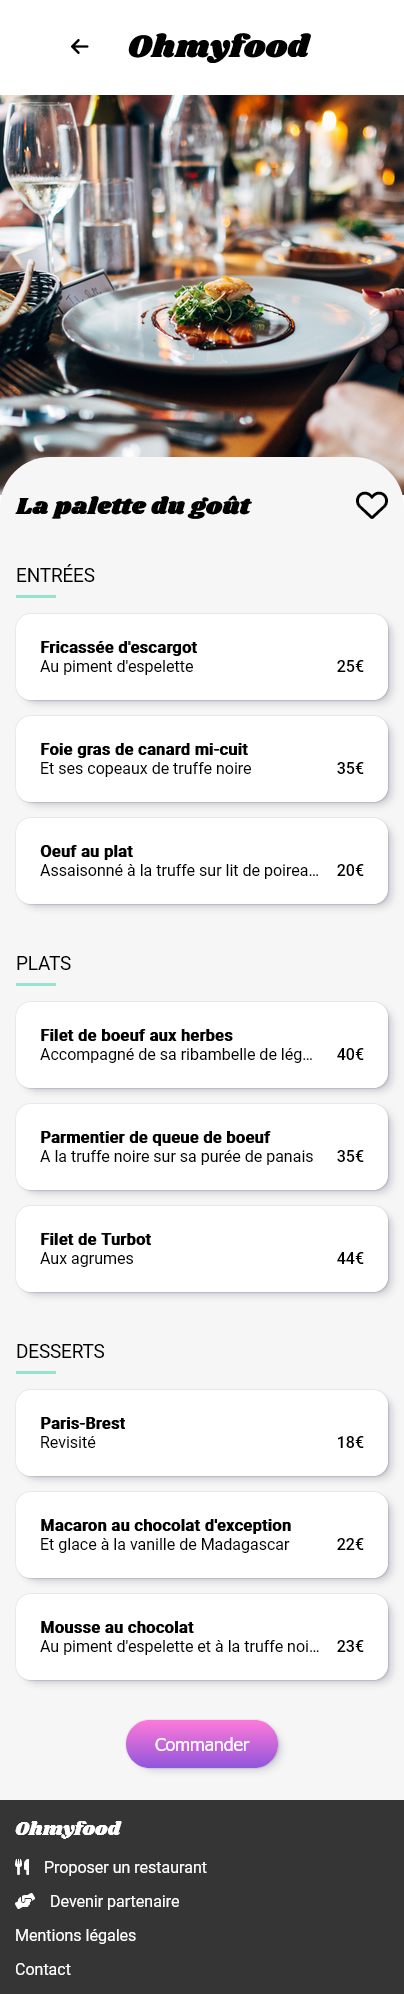 Ohmyfood
La palette du goût
ENTRÉES
Fricassée d'escargot
Au piment d'espelette 25€
Foie gras de canard mi-cuit
Et ses copeaux de truffe noire 35€
Oeuf au plat
Assaisonné à la truffe sur lit de poirea... 20€
PLATS
Filet de boeuf aux herbes
Accompagné de sa ribambelle de lég... 40€
Parmentier de queue de boeuf
A la truffe noire sur sa purée de panais 35€
Filet de Turbot
Aux agrumes 44€
DESSERTS
Paris-Brest
Revisité 18€
Macaron au chocolat d'exception
Et glace à la vanille de Madagascar 22€
Mousse au chocolat
Au piment d'espelette et à la truffe noi... 23€
Commander
Ohmyfood
Proposer un restaurant
Devenir partenaire
Mentions légales
Contact